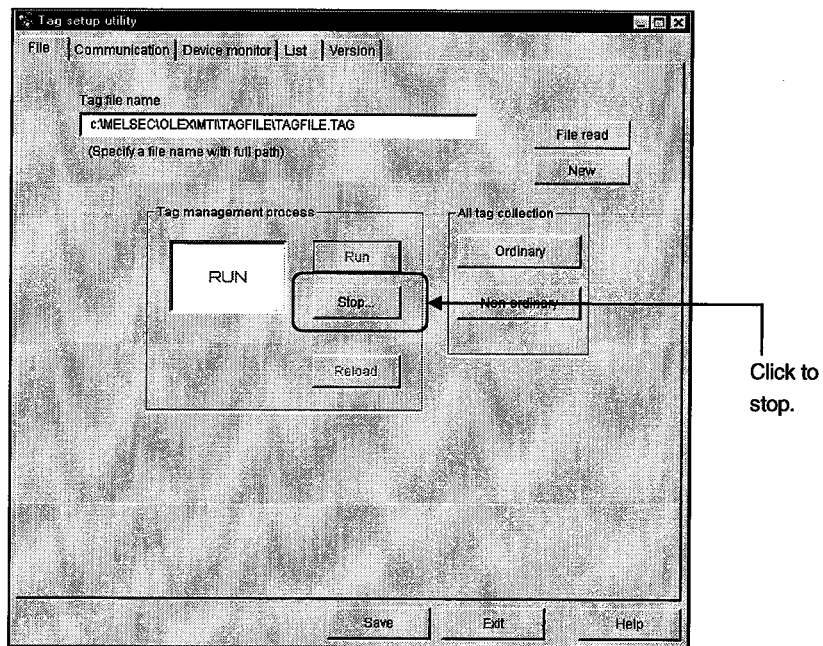 Tag setup utility
File Communication Device monitor List Version
Tag file name
c:\MELSEC\OLEX\MTI\TAGFILE\TAGFILE.TAG
(Specify a file name with full path)
File read
New
Tag management process
RUN
Run
Stop...
Reload
All tag collection
Ordinary
Non-ordinary
Click to
stop.
Save
Exit
Help